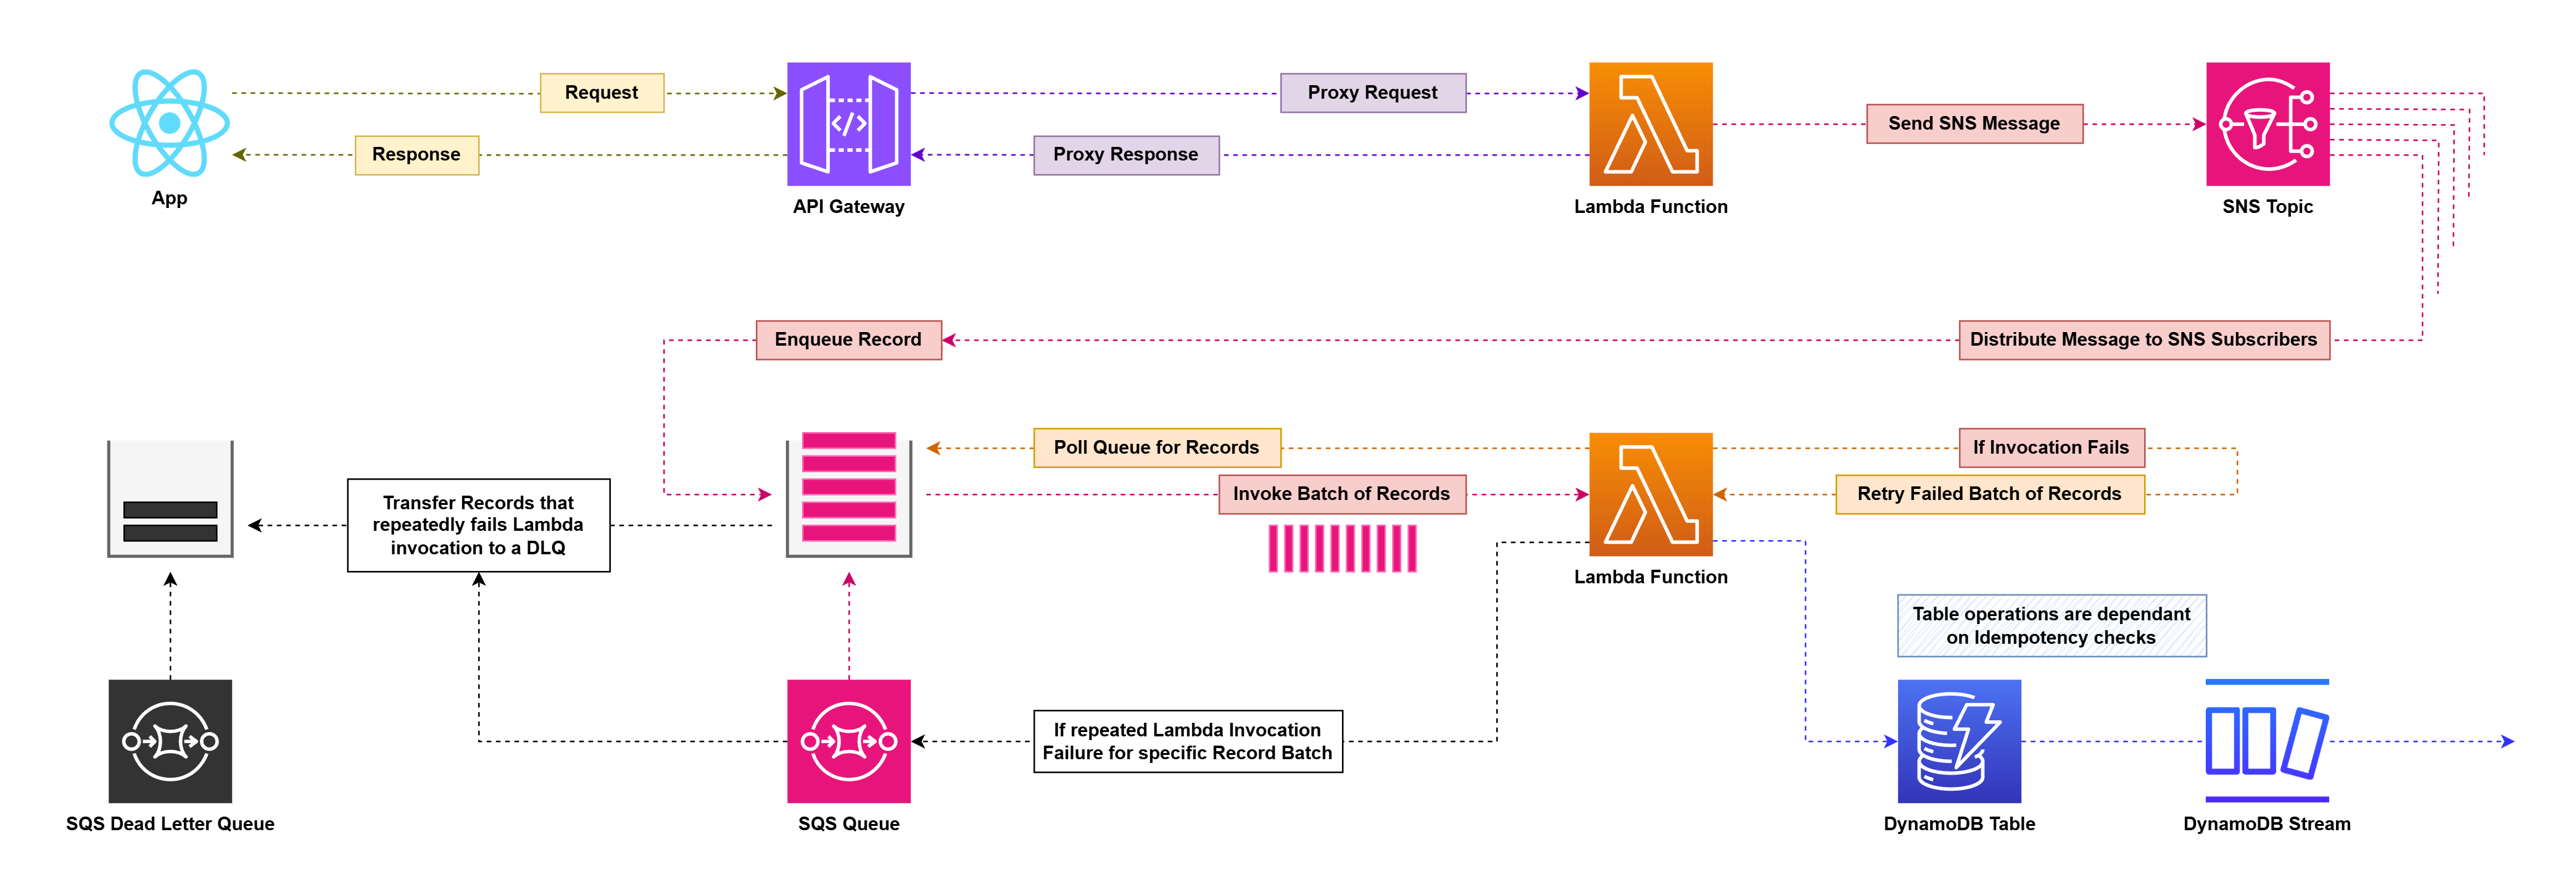 Request
Proxy Request
Send SNS Message
Response
Proxy Response
App
API Gateway
Lambda Function
SNS Topic
Enqueue Record
Distribute Message to SNS Subscribers
Poll Queue for Records
If Invocation Fails
Invoke Batch of Records
Retry Failed Batch of Records
Transfer Records that
repeatedly fails Lambda
invocation to a DLQ
Lambda Function
Table operations are dependant
on Idempotency checks
If repeated Lambda Invocation
Failure for specific Record Batch
SQS Dead Letter Queue
SQS Queue
DynamoDB Table
DynamoDB Stream